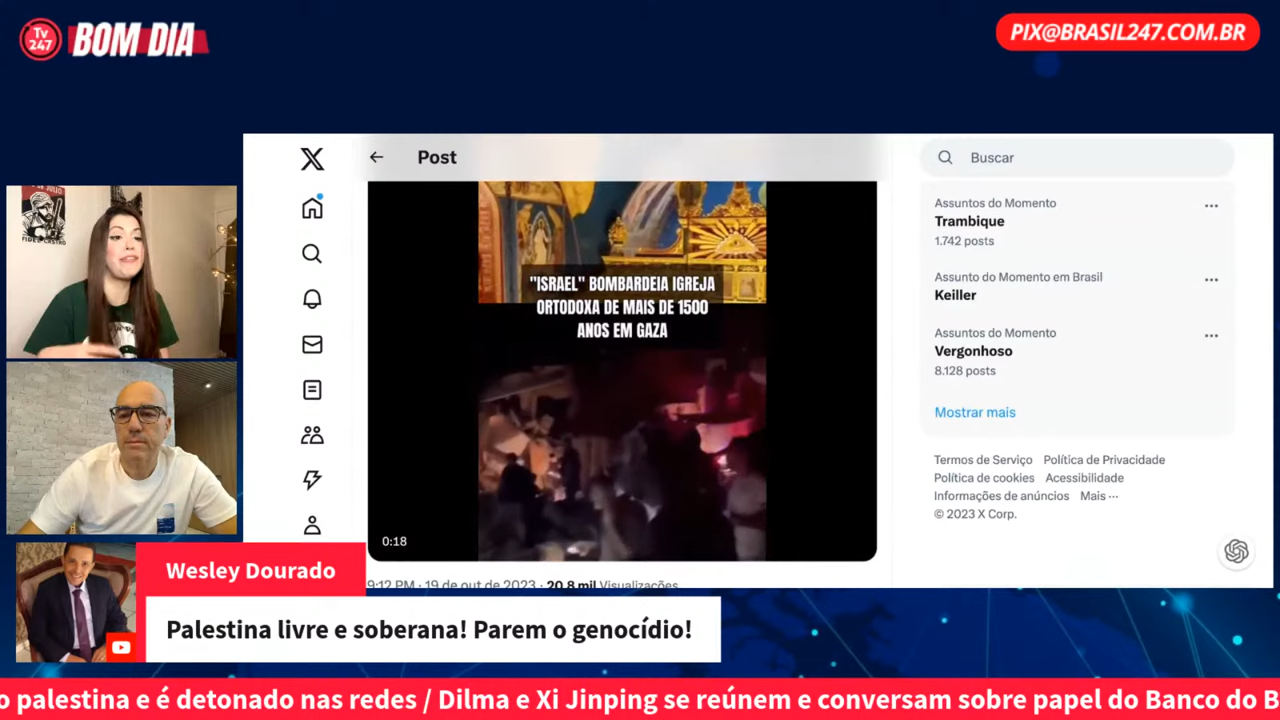 Tv
247
BOM DIA
PIX@BRASIL247.COM.BR
FIDEL CASTRO
Post
"ISRAEL" BOMBARDEIA IGREJA
ORTODOXA DE MAIS DE 1500
ANOS EM GAZA
0:18
9:12 PM · 19 de out de 2023 · 20,8 mil Visualizações
Buscar
Assuntos do Momento
Trambique
1.742 posts
Assunto do Momento em Brasil
Keiller
Assuntos do Momento
Vergonhoso
8.128 posts
Mostrar mais
Termos de Serviço Política de Privacidade
Política de cookies Acessibilidade
Informações de anúncios Mais ···
© 2023 X Corp.
Wesley Dourado
Palestina livre e soberana! Parem o genocídio!
o palestina e é detonado nas redes / Dilma e Xi Jinping se reúnem e conversam sobre papel do Banco do B